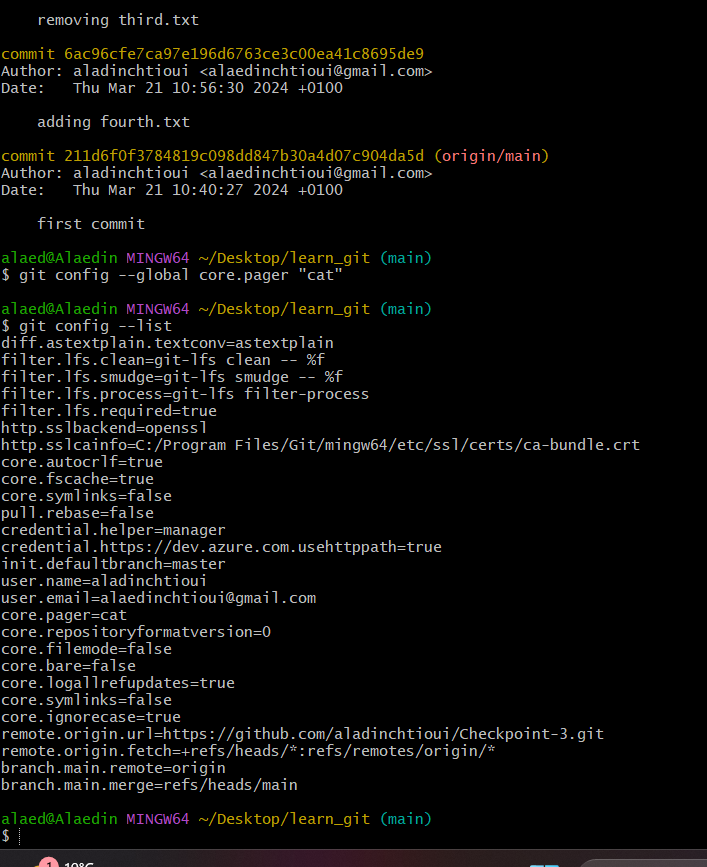 removing third.txt
commit 6ac96cfe7ca97e196d6763ce3c00ea41c8695de9
Author: aladinchtioui <alaedinchtioui@gmail.com>
Date:   Thu Mar 21 10:56:30 2024 +0100
adding fourth.txt
commit 211d6f0f3784819c098dd847b30a4d07c904da5d (origin/main)
Author: aladinchtioui <alaedinchtioui@gmail.com>
Date:   Thu Mar 21 10:40:27 2024 +0100
first commit
alaed@Alaedin MINGW64 ~/Desktop/learn_git (main)
$ git config --global core.pager "cat"
alaed@Alaedin MINGW64 ~/Desktop/learn_git (main)
$ git config --list
diff.astextplain.textconv=astextplain
filter.lfs.clean=git-lfs clean -- %f
filter.lfs.smudge=git-lfs smudge -- %f
filter.lfs.process=git-lfs filter-process
filter.lfs.required=true
http.sslbackend=openssl
http.sslcainfo=C:/Program Files/Git/mingw64/etc/ssl/certs/ca-bundle.crt
core.autocrlf=true
core.fscache=true
core.symlinks=false
pull.rebase=false
credential.helper=manager
credential.https://dev.azure.com.usehttppath=true
init.defaultbranch=master
user.name=aladinchtioui
user.email=alaedinchtioui@gmail.com
core.pager=cat
core.repositoryformatversion=0
core.filemode=false
core.bare=false
core.logallrefupdates=true
core.symlinks=false
core.ignorecase=true
remote.origin.url=https://github.com/aladinchtioui/Checkpoint-3.git
remote.origin.fetch=+refs/heads/*:refs/remotes/origin/*
branch.main.remote=origin
branch.main.merge=refs/heads/main
alaed@Alaedin MINGW64 ~/Desktop/learn_git (main)
$
1